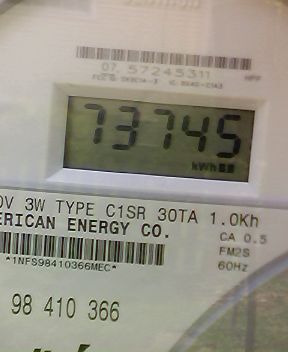 07 57245311
73745
kWh
0V 3W TYPE C1SR 30TA 1.0Kh
ERICAN ENERGY CO.
CA 0.5
FM2S
60Hz
*1NFS98410366MEC*
98 410 366